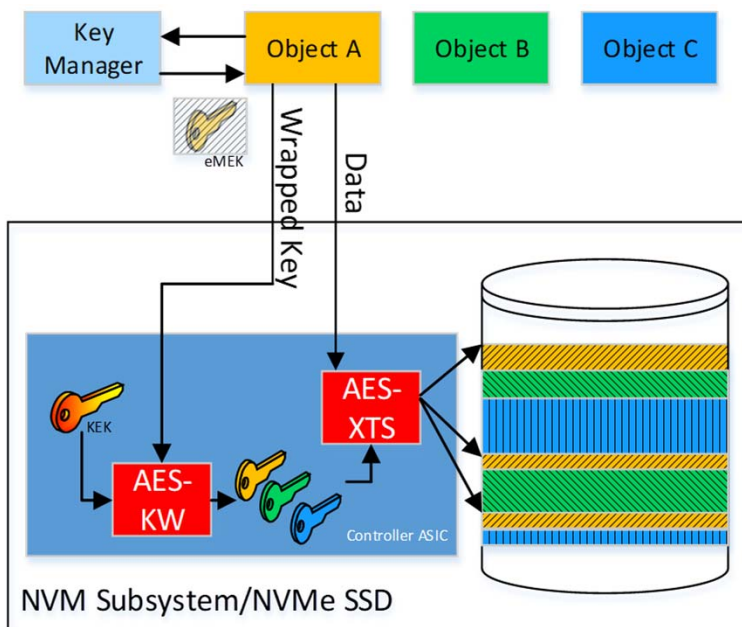 Key
Manager
Object A
Object B
Object C
eMEK
Wrapped Key
Data
KEK
AES-
KW
AES-
XTS
Controller ASIC
NVM Subsystem/NVMe SSD